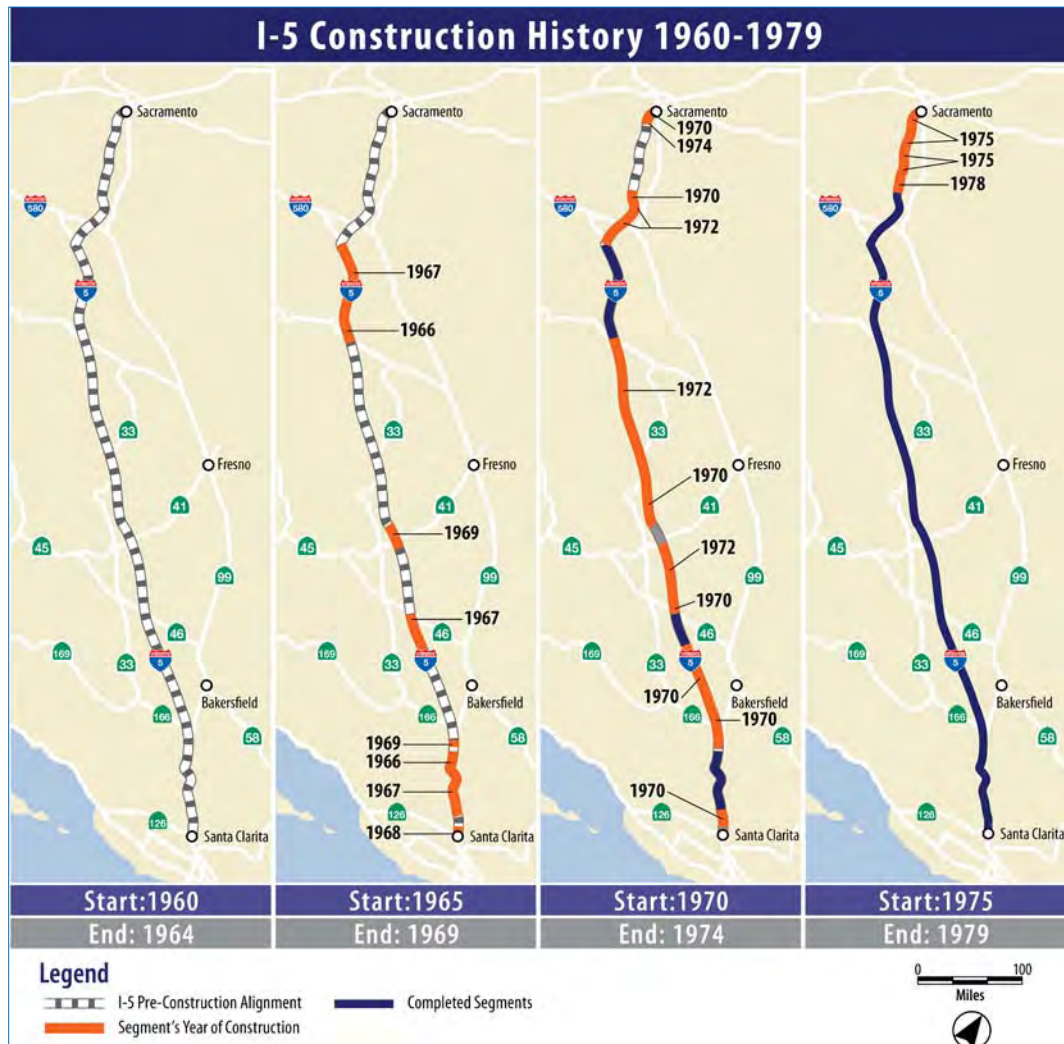 I-5 Construction History 1960-1979
Sacramento
580
5
33
Fresno
41
45
99
46
169
33
5
Bakersfield
166
58
126
Santa Clarita
Start:1960
End: 1964
Sacramento
1967
5
1966
33
Fresno
41
1969
45
99
1967
46
169
33
5
Bakersfield
166
58
1969
1966
1967
126
1968
Santa Clarita
Start:1965
End: 1969
Sacramento
1970
1974
1970
580
1972
5
1972
33
Fresno
1970
41
45
1972
99
1970
46
169
33
5
1970
Bakersfield
166
1970
58
1970
126
Santa Clarita
Start:1970
End: 1974
Sacramento
1975
1975
1978
580
5
33
Fresno
41
45
99
46
169
33
5
Bakersfield
166
58
126
Santa Clarita
Start:1975
End: 1979
Legend
I-5 Pre-Construction Alignment
Completed Segments
Segment's Year of Construction
0 100
Miles